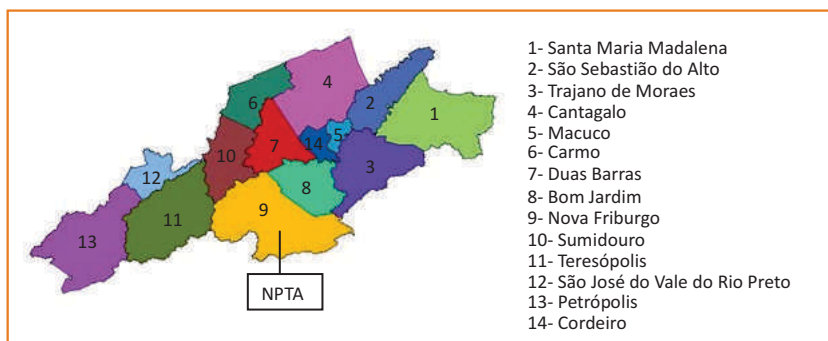 1- Santa Maria Madalena
2- São Sebastião do Alto
3- Trajano de Moraes
4- Cantagalo
5- Macuco
6- Carmo
7- Duas Barras
8- Bom Jardim
9- Nova Friburgo
10- Sumidouro
11- Teresópolis
12- São José do Vale do Rio Preto
13- Petrópolis
14- Cordeiro
4
6
2
1
5
14
7
10
3
12
8
9
11
13
NPTA